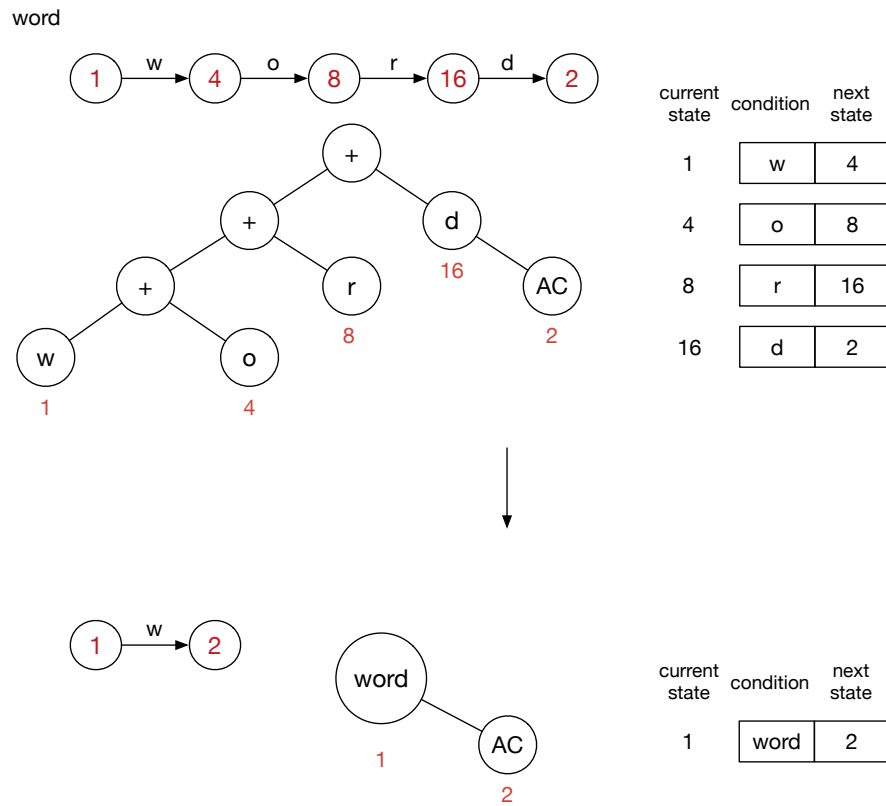 word
w o r d
1 4 8 16 2
current state condition next state
+
1 w 4
+ d
4 o 8
16
+ r AC
8 r 16
8 2
w o
16 d 2
1 4
w
1 2
word
current state condition next state
AC
1 word 2
1
2